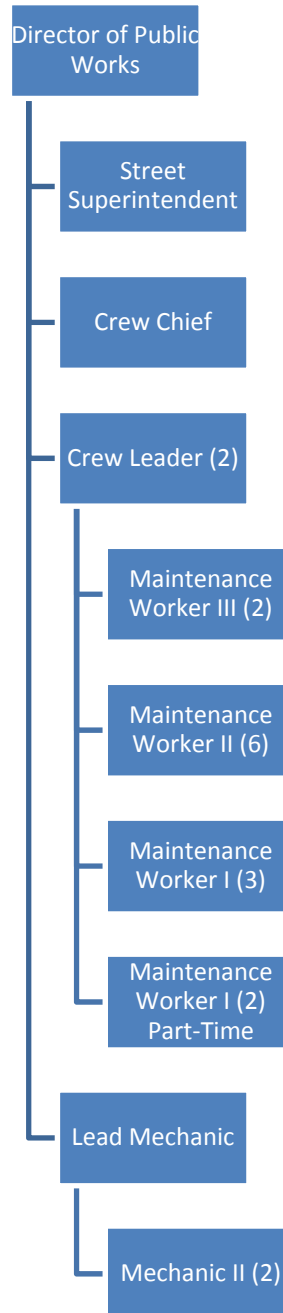 Director of Public
Works
Street
Superintendent
Crew Chief
Crew Leader (2)
Maintenance
Worker III (2)
Maintenance
Worker II (6)
Maintenance
Worker I (3)
Maintenance
Worker I (2)
Part-Time
Lead Mechanic
Mechanic II (2)